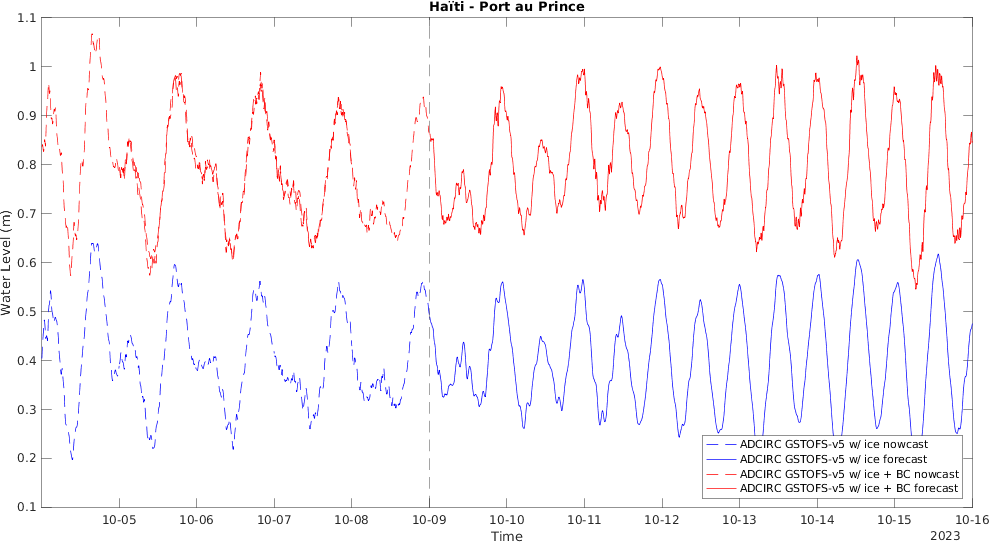 Haïti - Port au Prince
1.1
1
0.9
0.8
0.7
0.6
0.5
0.4
0.3
0.2
0.1
Water Level (m)
ADCIRC GSTOFS-v5 w/ ice nowcast
ADCIRC GSTOFS-v5 w/ ice forecast
ADCIRC GSTOFS-v5 w/ ice + BC nowcast
ADCIRC GSTOFS-v5 w/ ice + BC forecast
10-05 10-06 10-07 10-08 10-09 10-10 10-11 10-12 10-13 10-14 10-15 10-16
Time
2023